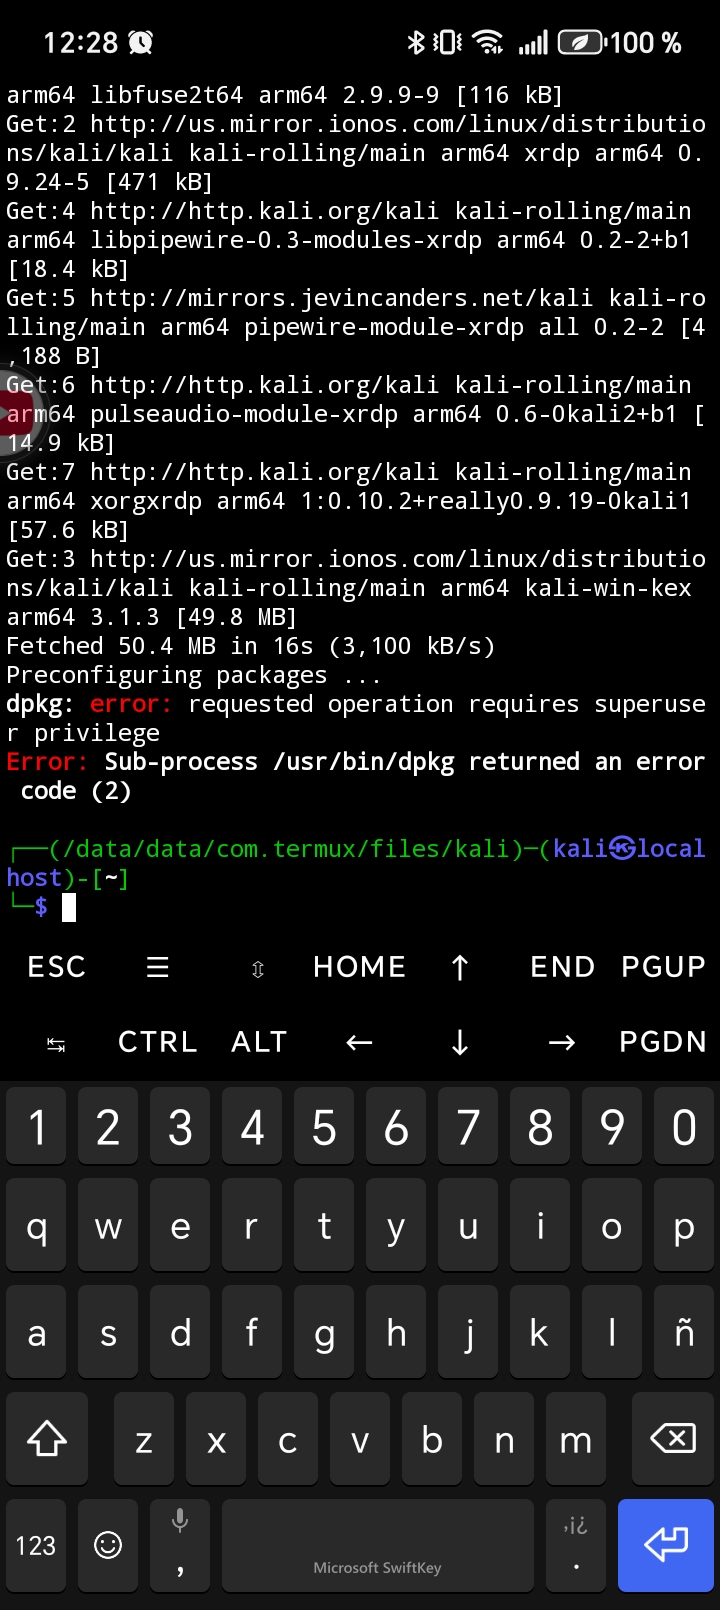 12:28 100 %
arm64 libfuse2t64 arm64 2.9.9-9 [116 kB]
Get:2 http://us.mirror.ionos.com/linux/distributio
ns/kali/kali kali-rolling/main arm64 xrdp arm64 0.
9.24-5 [471 kB]
Get:4 http://http.kali.org/kali kali-rolling/main
arm64 libpipewire-0.3-modules-xrdp arm64 0.2-2+b1
[18.4 kB]
Get:5 http://mirrors.jevincanders.net/kali kali-ro
lling/main arm64 pipewire-module-xrdp all 0.2-2 [4
,188 B]
Get:6 http://http.kali.org/kali kali-rolling/main
arm64 pulseaudio-module-xrdp arm64 0.6-0kali2+b1 [
14.9 kB]
Get:7 http://http.kali.org/kali kali-rolling/main
arm64 xorgxrdp arm64 1:0.10.2+really0.9.19-0kali1
[57.6 kB]
Get:3 http://us.mirror.ionos.com/linux/distributio
ns/kali/kali kali-rolling/main arm64 kali-win-kex
arm64 3.1.3 [49.8 MB]
Fetched 50.4 MB in 16s (3,100 kB/s)
Preconfiguring packages ...
dpkg: error: requested operation requires superuse
r privilege
Error: Sub-process /usr/bin/dpkg returned an error
code (2)
┌──(/data/data/com.termux/files/kali)─(kali㉿local
host)-[~]
└─$
ESC ☰ ⇳ HOME ↑ END PGUP
↹ CTRL ALT ← ↓ → PGDN
1 2 3 4 5 6 7 8 9 0
q w e r t y u i o p
a s d f g h j k l ñ
z x c v b n m
123 , Microsoft SwiftKey ,¡¿ .